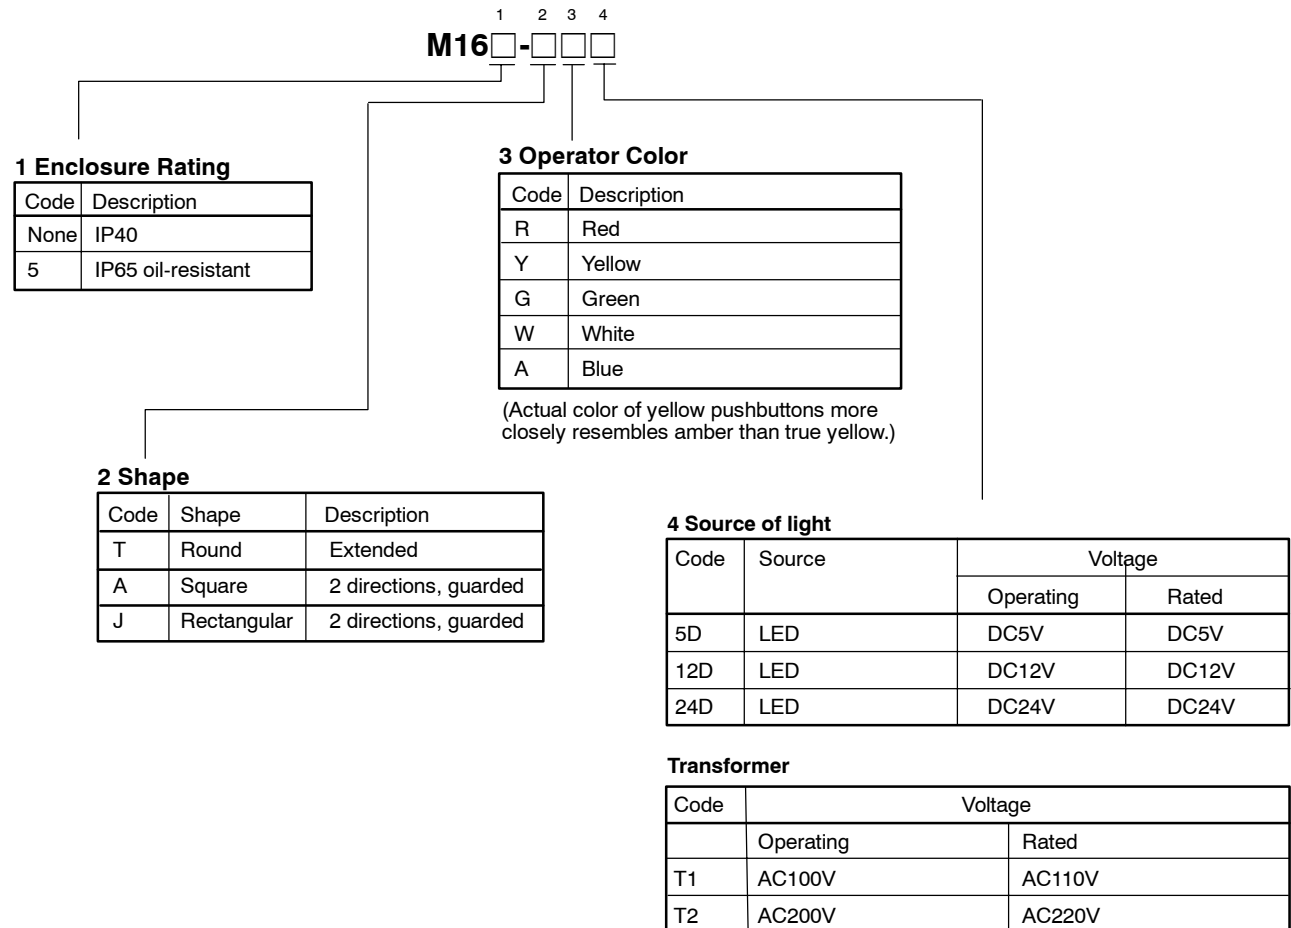 1 2 3 4
M16□-□□□
1 Enclosure Rating
Code Description
None IP40
5 IP65 oil-resistant
3 Operator Color
Code Description
R Red
Y Yellow
G Green
W White
A Blue
(Actual color of yellow pushbuttons more
closely resembles amber than true yellow.)
2 Shape
Code Shape Description
T Round Extended
A Square 2 directions, guarded
J Rectangular 2 directions, guarded
4 Source of light
Code Source Voltage
Operating Rated
5D LED DC5V DC5V
12D LED DC12V DC12V
24D LED DC24V DC24V
Transformer
Code Voltage
Operating Rated
T1 AC100V AC110V
T2 AC200V AC220V